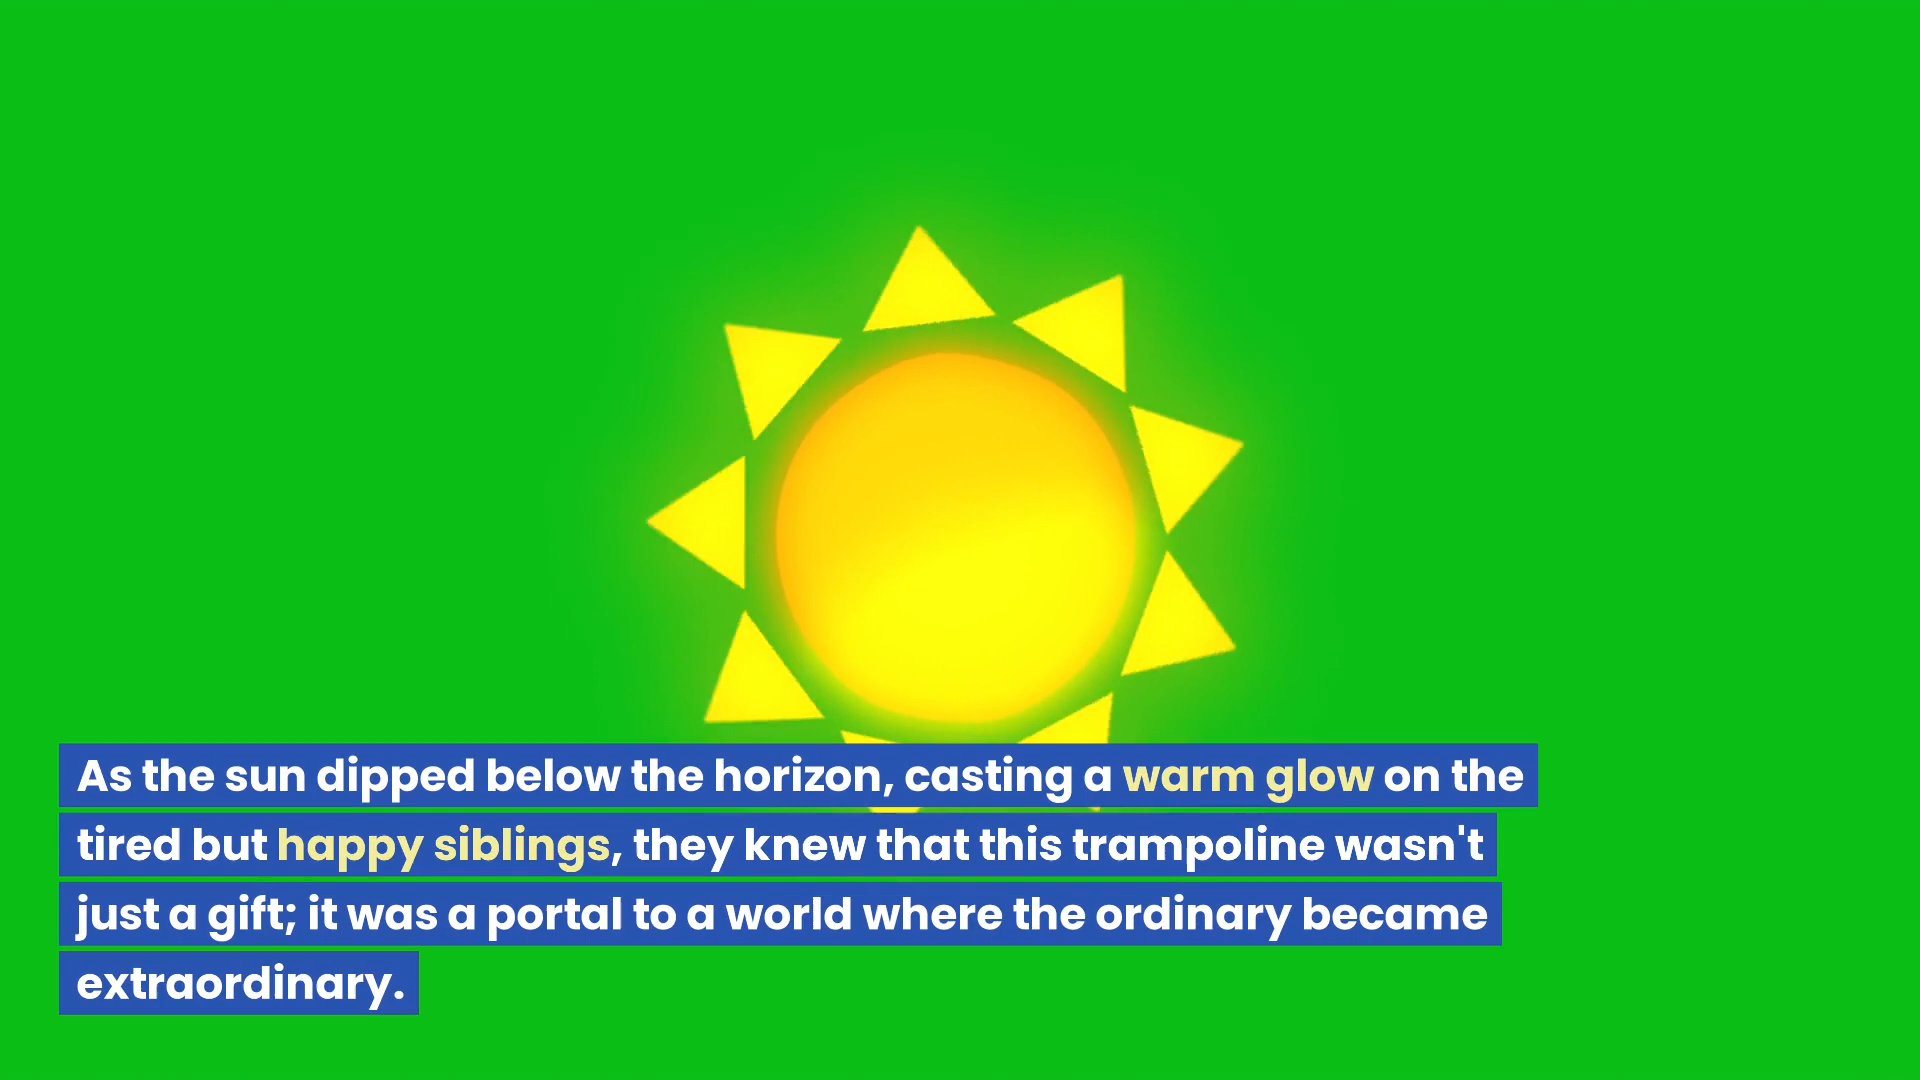 As the sun dipped below the horizon, casting a warm glow on the
tired but happy siblings, they knew that this trampoline wasn't
just a gift; it was a portal to a world where the ordinary became
extraordinary.